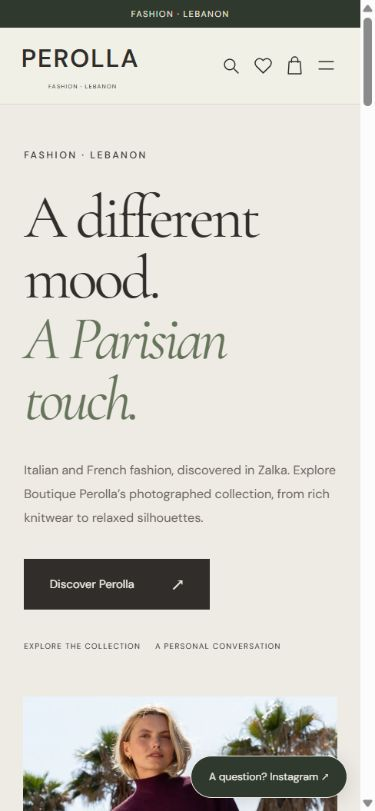 FASHION · LEBANON
PEROLLA
FASHION · LEBANON
FASHION · LEBANON
A different
mood.
A Parisian
touch.
Italian and French fashion, discovered in Zalka. Explore
Boutique Perolla’s photographed collection, from rich
knitwear to relaxed silhouettes.
Discover Perolla ↗
EXPLORE THE COLLECTION A PERSONAL CONVERSATION
A question? Instagram ↗